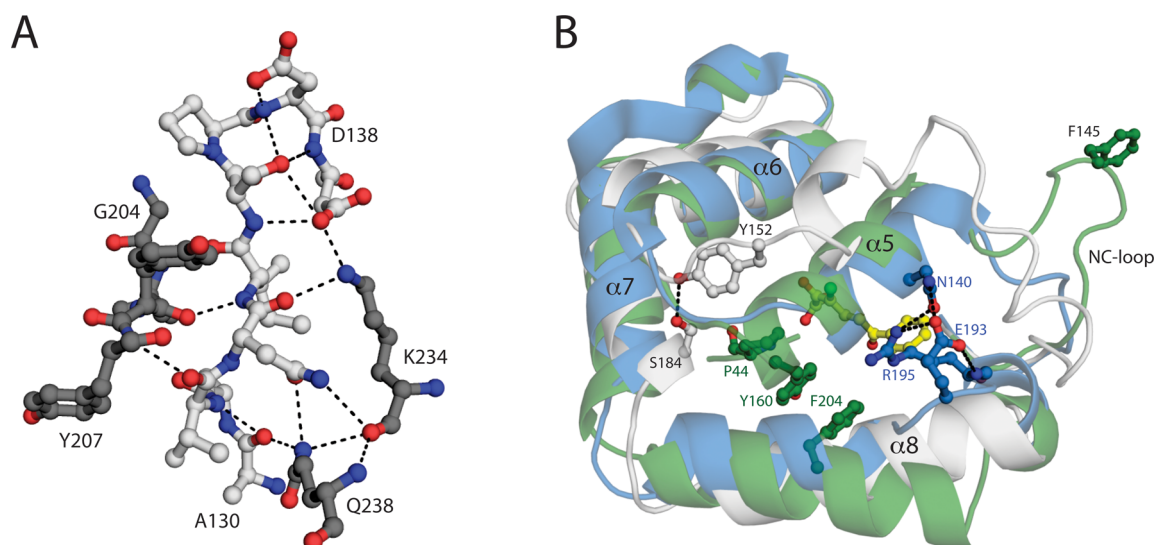 A
D138
G204
K234
Y207
A130
Q238
B
F145
α6
Y152
α5
NC-loop
α7
N140
E193
S184
P44
R195
Y160
F204
α8